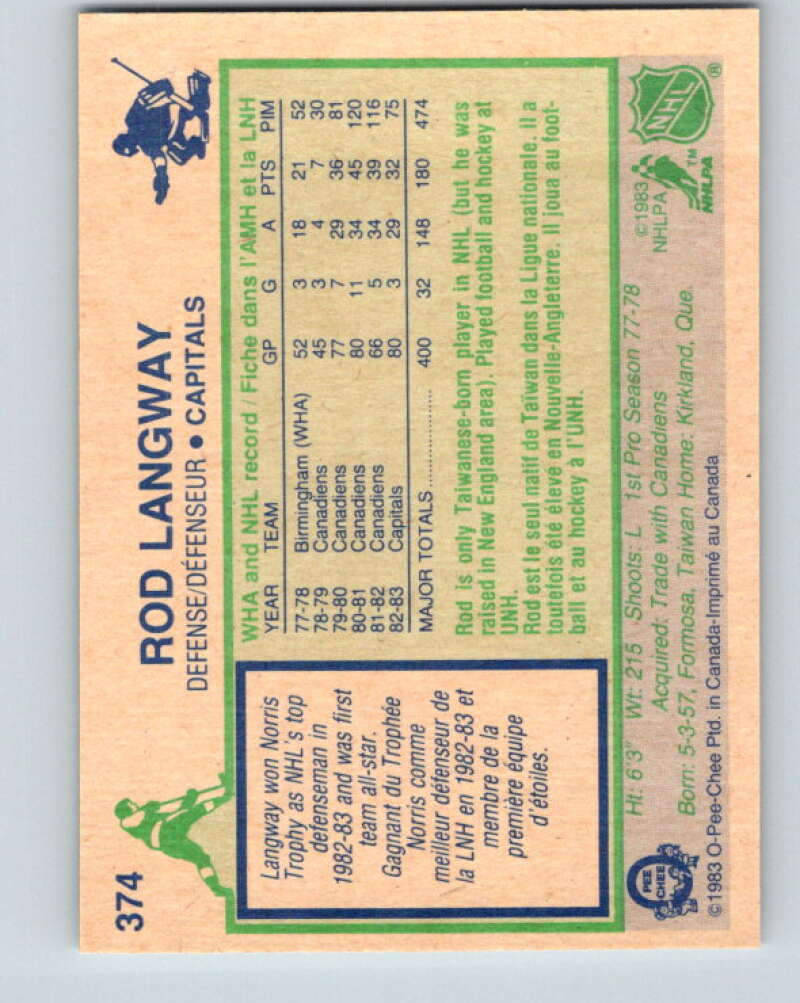 374
ROD LANGWAY
DEFENSE/DÉFENSEUR • CAPITALS
Langway won Norris
Trophy as NHL's top
defenseman in
1982-83 and was first
team all-star.
Gagnant du Trophée
Norris comme
meilleur défenseur de
la LNH en 1982-83 et
membre de la
première équipe
d'étoiles.
WHA and NHL record / Fiche dans l'AMH et la LNH
YEAR TEAM GP G A PTS PIM
77-78 Birmingham (WHA) 52 3 18 21 52
78-79 Canadiens 45 3 4 7 30
79-80 Canadiens 77 7 29 36 81
80-81 Canadiens 80 11 34 45 120
81-82 Canadiens 66 5 34 39 116
82-83 Capitals 80 3 29 32 75
MAJOR TOTALS .................. 400 32 148 180 474
Rod is only Taiwanese-born player in NHL (but he was
raised in New England area). Played football and hockey at
UNH.
Rod est le seul natif de Taïwan dans la Ligue nationale. Il a
toutefois été élevé en Nouvelle-Angleterre. Il joua au foot-
ball et au hockey à l'UNH.
Ht: 6'3" Wt: 215 Shoots: L 1st Pro Season 77-78
Acquired: Trade with Canadiens
Born: 5-3-57, Formosa, Taiwan Home: Kirkland, Que.
©1983 O-Pee-Chee Ptd. in Canada-Imprimé au Canada
O PEE CHEE
©1983
NHLPA
NHL ®
NHLPA TM